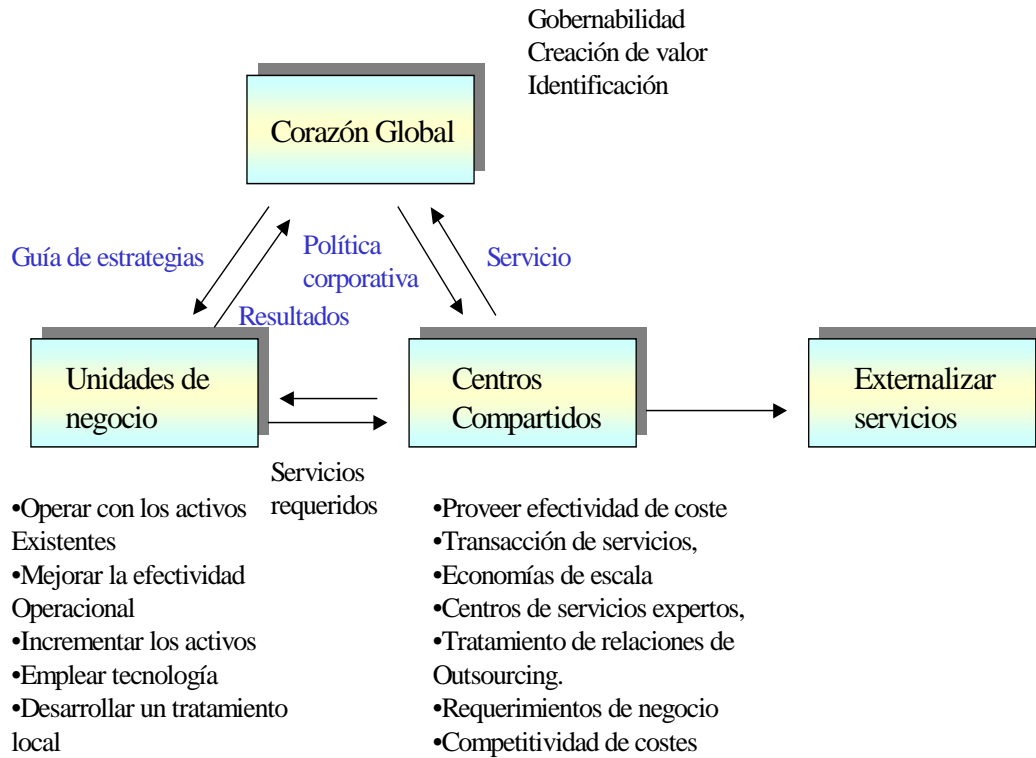 Gobernabilidad
Creación de valor
Identificación
Corazón Global
Guía de estrategias
Política
corporativa
Servicio
Resultados
Unidades de
negocio
Centros
Compartidos
Externalizar
servicios
Servicios
requeridos
•Operar con los activos
Existentes
•Mejorar la efectividad
Operacional
•Incrementar los activos
•Emplear tecnología
•Desarrollar un tratamiento
local
•Proveer efectividad de coste
•Transacción de servicios,
•Economías de escala
•Centros de servicios expertos,
•Tratamiento de relaciones de
Outsourcing.
•Requerimientos de negocio
•Competitividad de costes